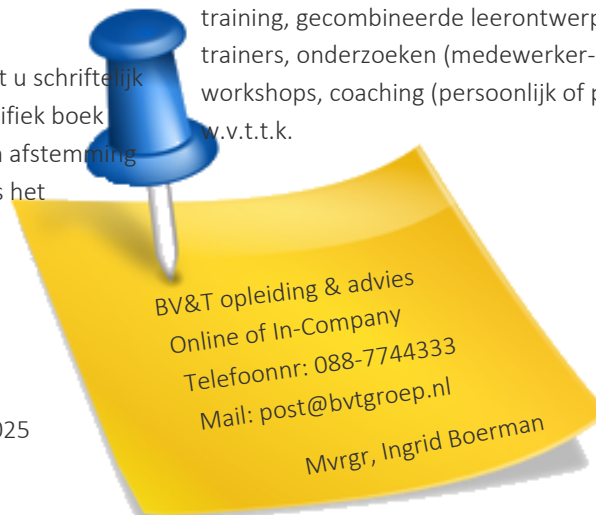 training, gecombineerde leerontwerp
trainers, onderzoeken (medewerker-
workshops, coaching (persoonlijk of p
w.v.t.t.k.
t u schriftelijk
ifiek boek
afstemming
s het
025
BV&T opleiding & advies
Online of In-Company
Telefoonnr: 088-7744333
Mail: post@bvtgroep.nl
Mvrgr, Ingrid Boerman